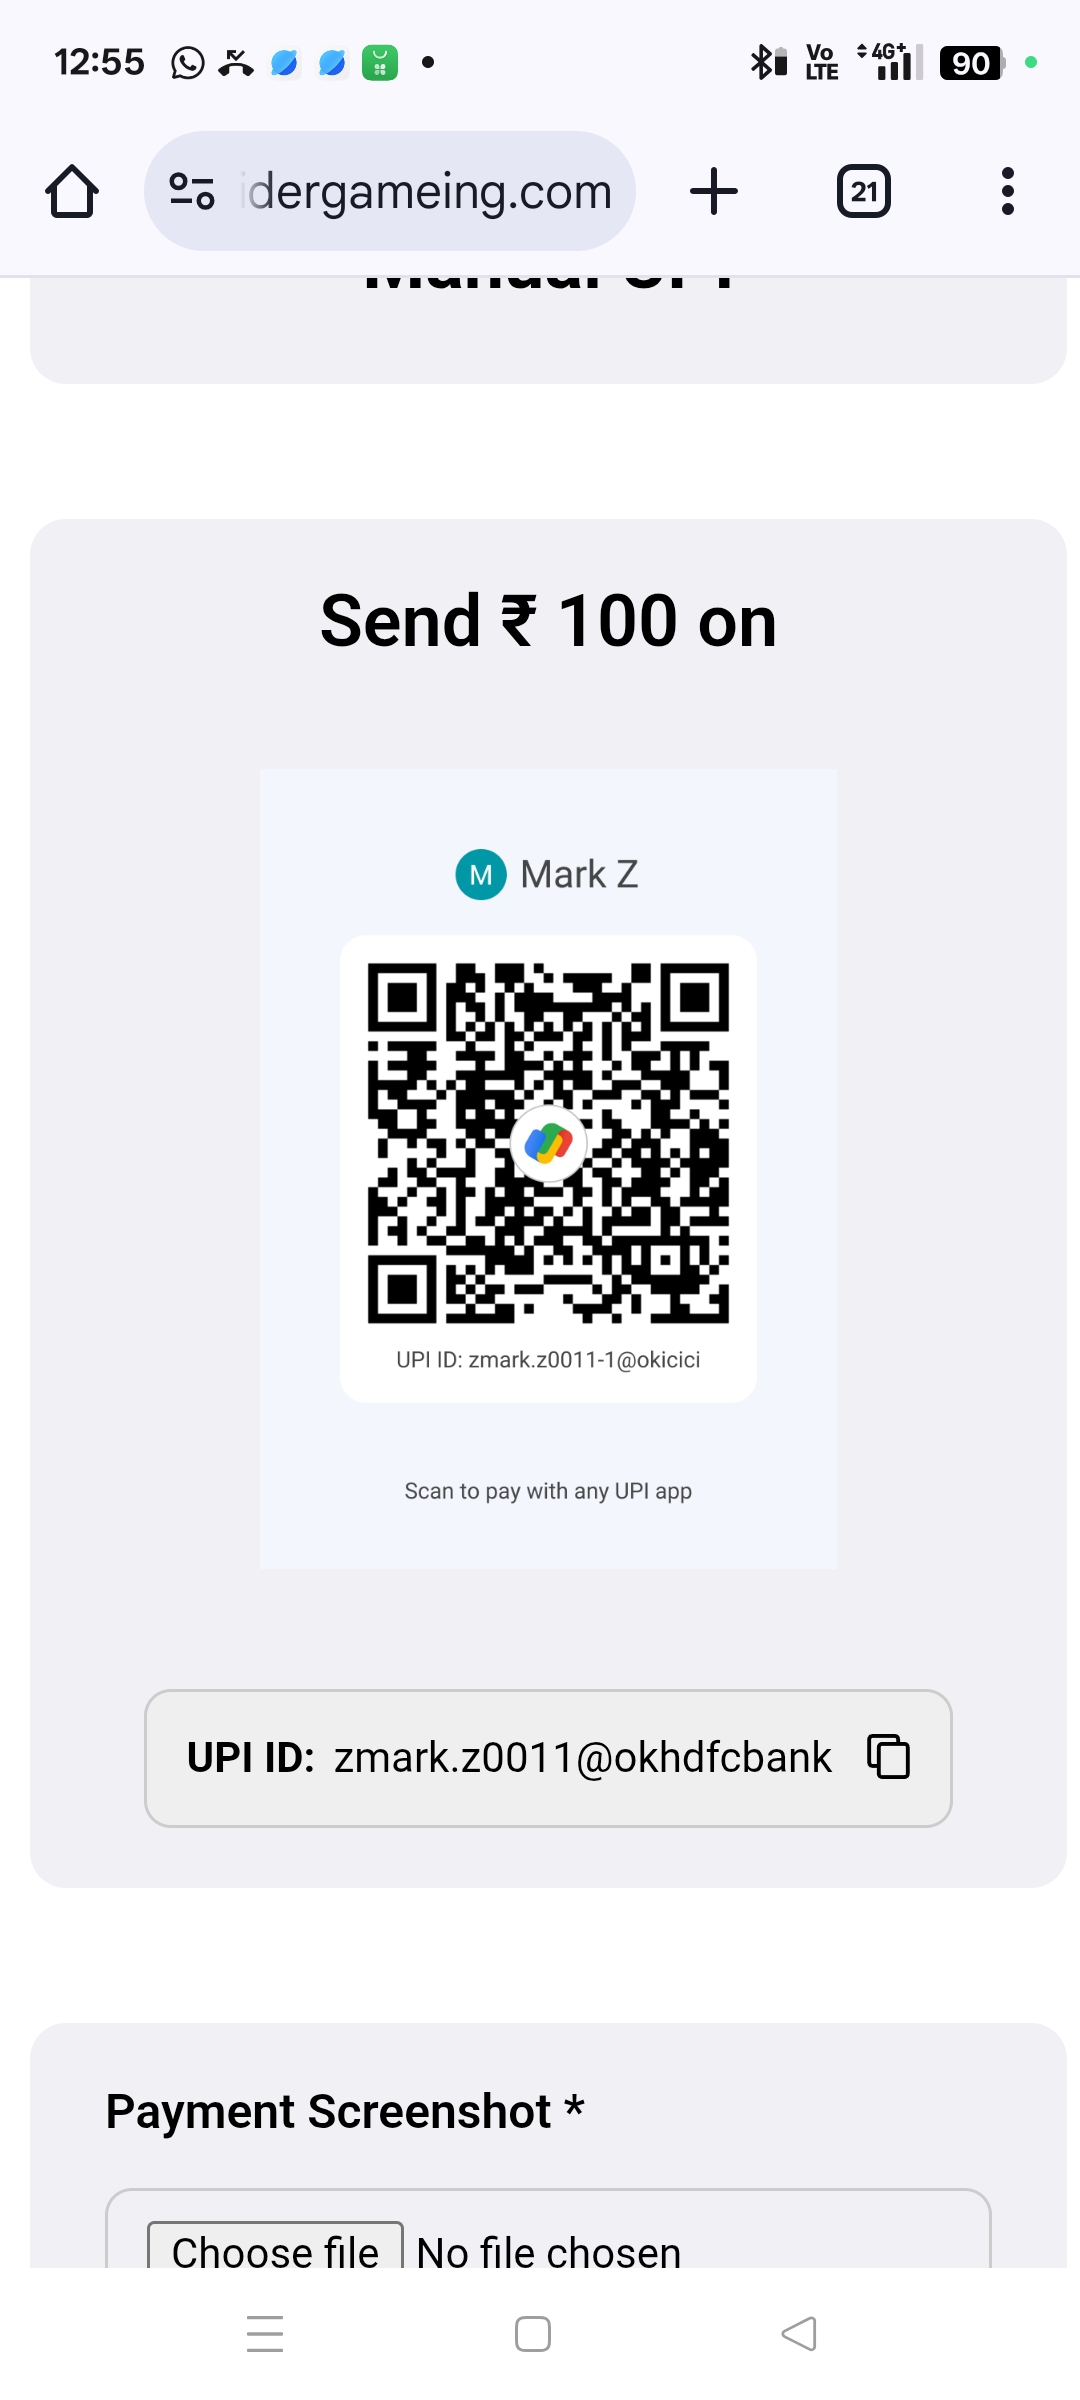 12:55
Vo LTE 4G+ 90
idergameing.com
21
Manual UPI
Send ₹ 100 on
M Mark Z
UPI ID: zmark.z0011-1@okicici
Scan to pay with any UPI app
UPI ID: zmark.z0011@okhdfcbank
Payment Screenshot *
Choose file No file chosen